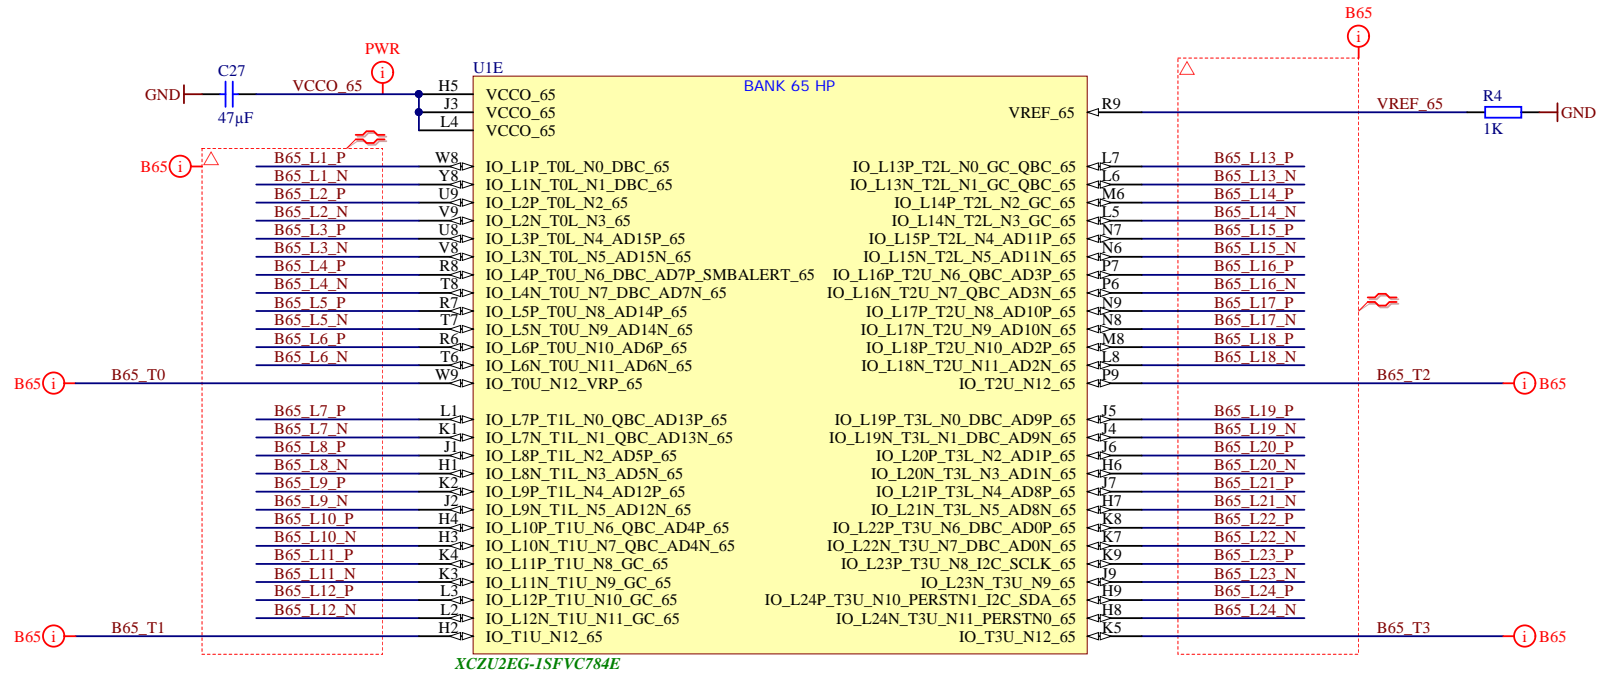 B65
PWR
C27
U1E
BANK 65 HP
GND
VCCO_65
47µF
H5 VCCO_65
J3 VCCO_65
L4 VCCO_65
VREF_65 R9 VREF_65
R4
1K
GND
B65
B65_L1_P W8 IO_L1P_T0L_N0_DBC_65
B65_L1_N Y8 IO_L1N_T0L_N1_DBC_65
B65_L2_P U9 IO_L2P_T0L_N2_65
B65_L2_N V9 IO_L2N_T0L_N3_65
B65_L3_P U8 IO_L3P_T0L_N4_AD15P_65
B65_L3_N V8 IO_L3N_T0L_N5_AD15N_65
B65_L4_P R8 IO_L4P_T0U_N6_DBC_AD7P_SMBALERT_65
B65_L4_N T8 IO_L4N_T0U_N7_DBC_AD7N_65
B65_L5_P R7 IO_L5P_T0U_N8_AD14P_65
B65_L5_N T7 IO_L5N_T0U_N9_AD14N_65
B65_L6_P R6 IO_L6P_T0U_N10_AD6P_65
B65_L6_N T6 IO_L6N_T0U_N11_AD6N_65
B65 B65_T0 W9 IO_T0U_N12_VRP_65
B65_L7_P L1 IO_L7P_T1L_N0_QBC_AD13P_65
B65_L7_N K1 IO_L7N_T1L_N1_QBC_AD13N_65
B65_L8_P J1 IO_L8P_T1L_N2_AD5P_65
B65_L8_N H1 IO_L8N_T1L_N3_AD5N_65
B65_L9_P K2 IO_L9P_T1L_N4_AD12P_65
B65_L9_N J2 IO_L9N_T1L_N5_AD12N_65
B65_L10_P H4 IO_L10P_T1U_N6_QBC_AD4P_65
B65_L10_N H3 IO_L10N_T1U_N7_QBC_AD4N_65
B65_L11_P K4 IO_L11P_T1U_N8_GC_65
B65_L11_N K3 IO_L11N_T1U_N9_GC_65
B65_L12_P L3 IO_L12P_T1U_N10_GC_65
B65_L12_N L2 IO_L12N_T1U_N11_GC_65
B65 B65_T1 H2 IO_T1U_N12_65
IO_L13P_T2L_N0_GC_QBC_65 L7 B65_L13_P
IO_L13N_T2L_N1_GC_QBC_65 L6 B65_L13_N
IO_L14P_T2L_N2_GC_65 M6 B65_L14_P
IO_L14N_T2L_N3_GC_65 L5 B65_L14_N
IO_L15P_T2L_N4_AD11P_65 N7 B65_L15_P
IO_L15N_T2L_N5_AD11N_65 N6 B65_L15_N
IO_L16P_T2U_N6_QBC_AD3P_65 P7 B65_L16_P
IO_L16N_T2U_N7_QBC_AD3N_65 P6 B65_L16_N
IO_L17P_T2U_N8_AD10P_65 N9 B65_L17_P
IO_L17N_T2U_N9_AD10N_65 N8 B65_L17_N
IO_L18P_T2U_N10_AD2P_65 M8 B65_L18_P
IO_L18N_T2U_N11_AD2N_65 L8 B65_L18_N
IO_T2U_N12_65 P9 B65_T2 B65
IO_L19P_T3L_N0_DBC_AD9P_65 J5 B65_L19_P
IO_L19N_T3L_N1_DBC_AD9N_65 J4 B65_L19_N
IO_L20P_T3L_N2_AD1P_65 J6 B65_L20_P
IO_L20N_T3L_N3_AD1N_65 H6 B65_L20_N
IO_L21P_T3L_N4_AD8P_65 J7 B65_L21_P
IO_L21N_T3L_N5_AD8N_65 H7 B65_L21_N
IO_L22P_T3U_N6_DBC_AD0P_65 K8 B65_L22_P
IO_L22N_T3U_N7_DBC_AD0N_65 K7 B65_L22_N
IO_L23P_T3U_N8_I2C_SCLK_65 K9 B65_L23_P
IO_L23N_T3U_N9_65 J9 B65_L23_N
IO_L24P_T3U_N10_PERSTN1_I2C_SDA_65 H9 B65_L24_P
IO_L24N_T3U_N11_PERSTN0_65 H8 B65_L24_N
IO_T3U_N12_65 K5 B65_T3 B65
XCZU2EG-1SFVC784E